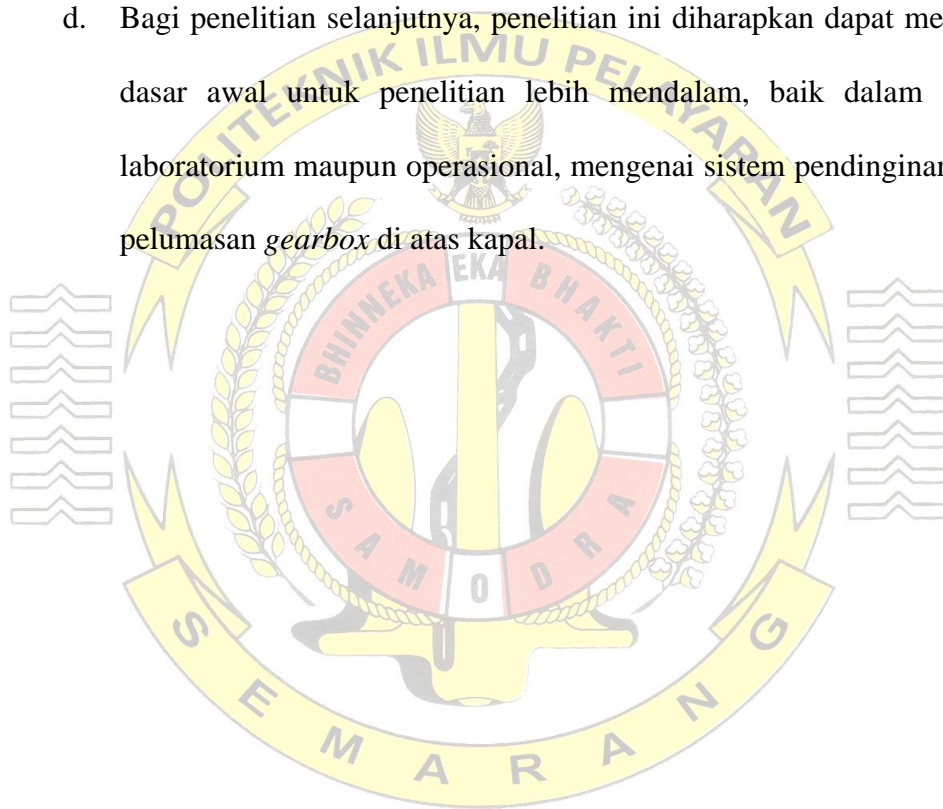 d. Bagi penelitian selanjutnya, penelitian ini diharapkan dapat me
dasar awal untuk penelitian lebih mendalam, baik dalam
laboratorium maupun operasional, mengenai sistem pendinginan
pelumasan gearbox di atas kapal.
POLITEKNIK ILMU PELAYARAN
BHINNEKA EKA BHAKTI
SAMODRA
SEMARANG